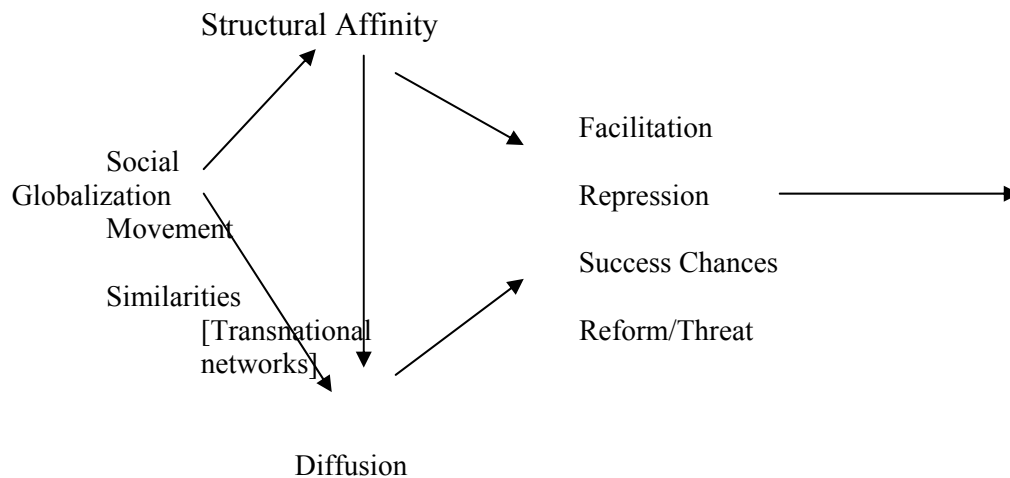 Structural Affinity
Facilitation
Social
Globalization
Repression
Movement
Success Chances
Similarities
[Transnational
networks]
Reform/Threat
Diffusion